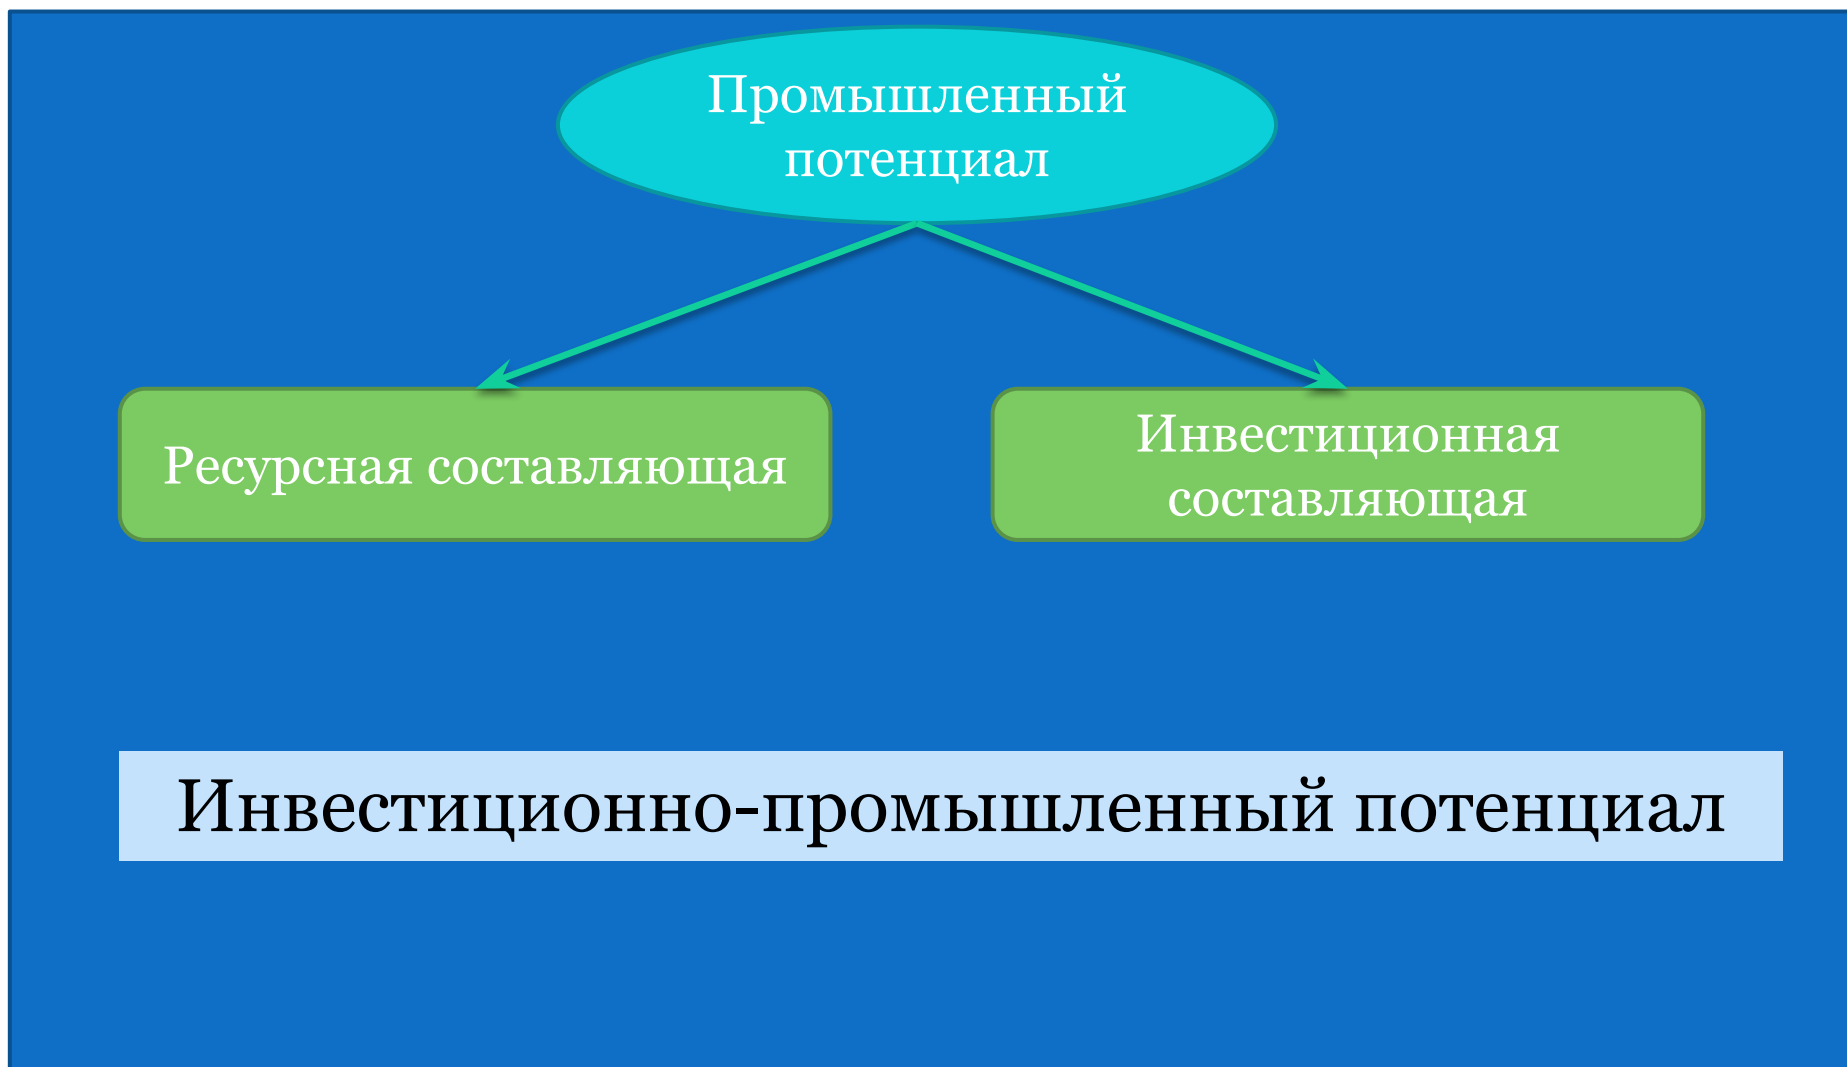 Промышленный
потенциал
Ресурсная составляющая
Инвестиционная
составляющая
Инвестиционно-промышленный потенциал